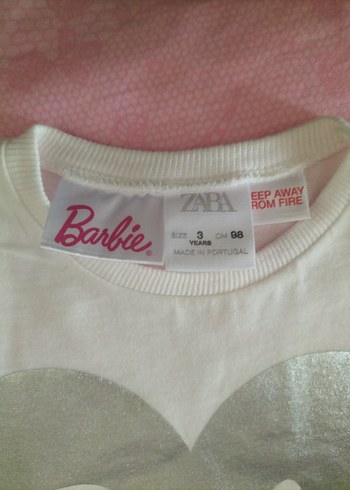 Barbie
ZARA
SIZE 3 YEARS CM 98
MADE IN PORTUGAL
EEP AWAY
ROM FIRE